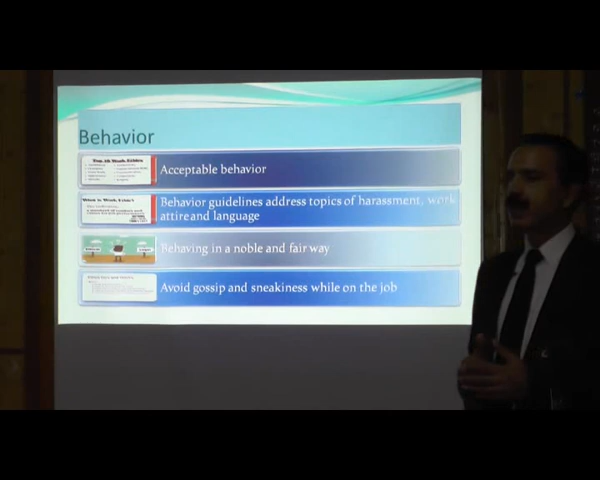 Behavior
Acceptable behavior
Behavior guidelines address topics of harassment, work
attire and language
Behaving in a noble and fair way
Avoid gossip and sneakiness while on the job